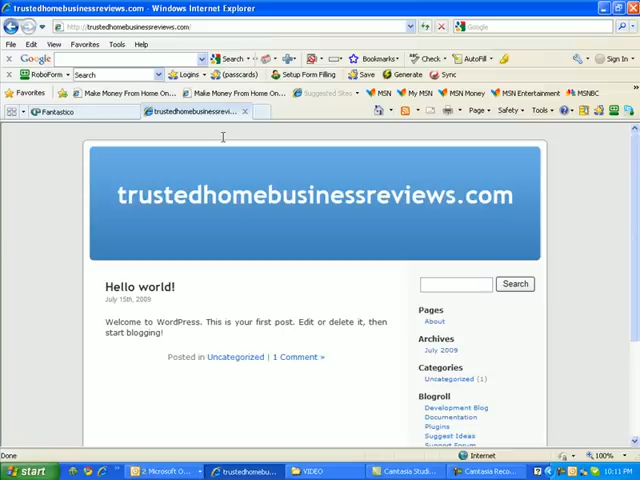 trustedhomebusinessreviews.com - Windows Internet Explorer
http://trustedhomebusinessreviews.com
Google
File Edit View Favorites Tools Help
Google Search Bookmarks Check AutoFill Sign In
RoboForm Search Logins (passcards) Setup Form Filling Save Generate Sync
Favorites Make Money From Home On... Make Money From Home On... Suggested Sites MSN My MSN MSN Money MSN Entertainment MSNBC
Fantastico trustedhomebusinessrevi... Page Safety Tools
trustedhomebusinessreviews.com
Hello world!
July 15th, 2009
Welcome to WordPress. This is your first post. Edit or delete it, then
start blogging!
Posted in Uncategorized | 1 Comment »
Search
Pages
About
Archives
July 2009
Categories
Uncategorized (1)
Blogroll
Development Blog
Documentation
Plugins
Suggest Ideas
Support Forum
Done Internet 100%
start 2 Microsoft O... trustedhomebu... VIDEO Camtasia Studi... Camtasia Reco... 10:11 PM